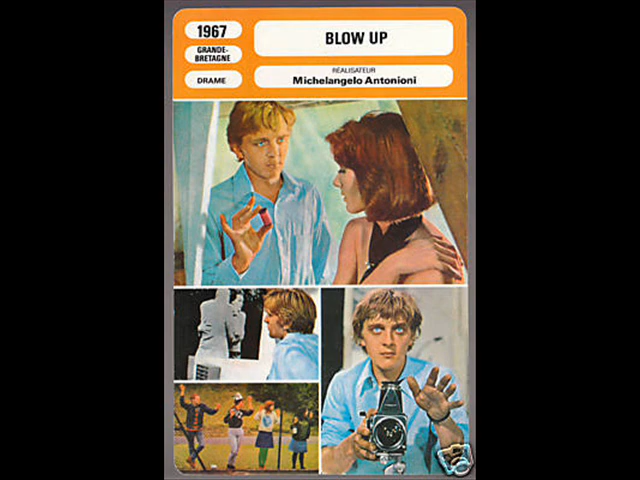 1967
GRANDE-
BRETAGNE
DRAME
BLOW UP
RÉALISATEUR
Michelangelo Antonioni